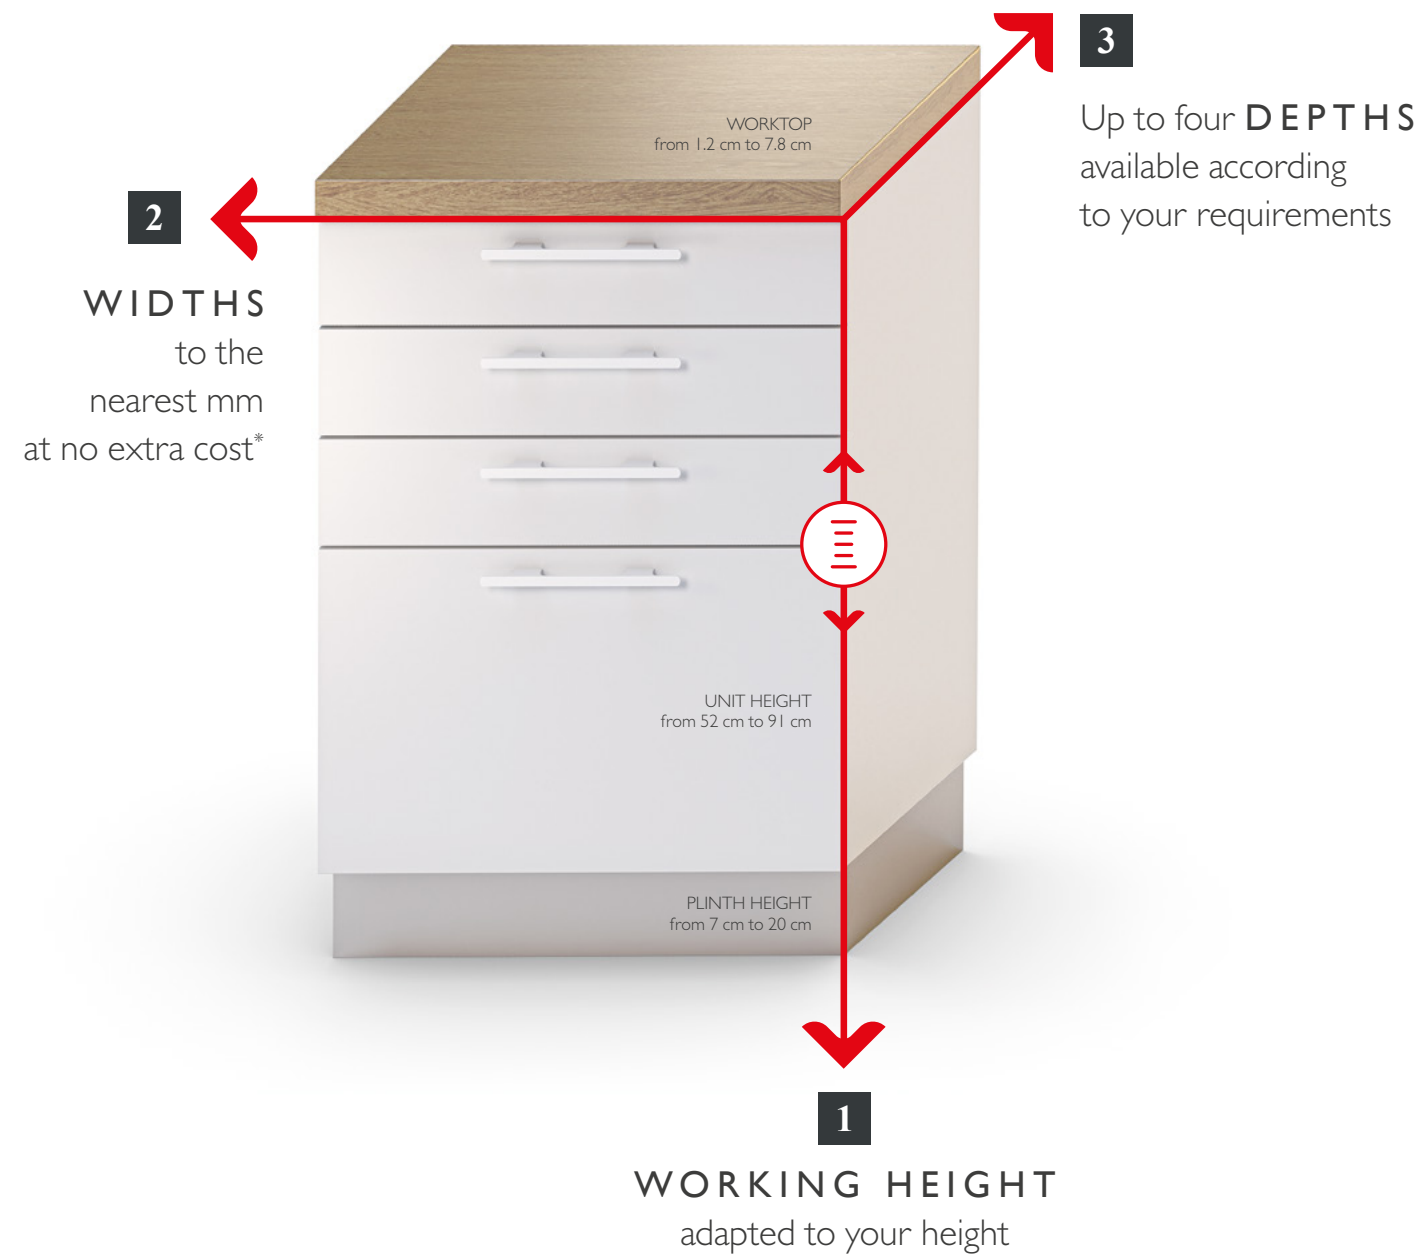 3
Up to four DEPTHS
available according
to your requirements
WORKTOP
from 1.2 cm to 7.8 cm
2
WIDTHS
to the
nearest mm
at no extra cost*
UNIT HEIGHT
from 52 cm to 91 cm
PLINTH HEIGHT
from 7 cm to 20 cm
1
WORKING HEIGHT
adapted to your height